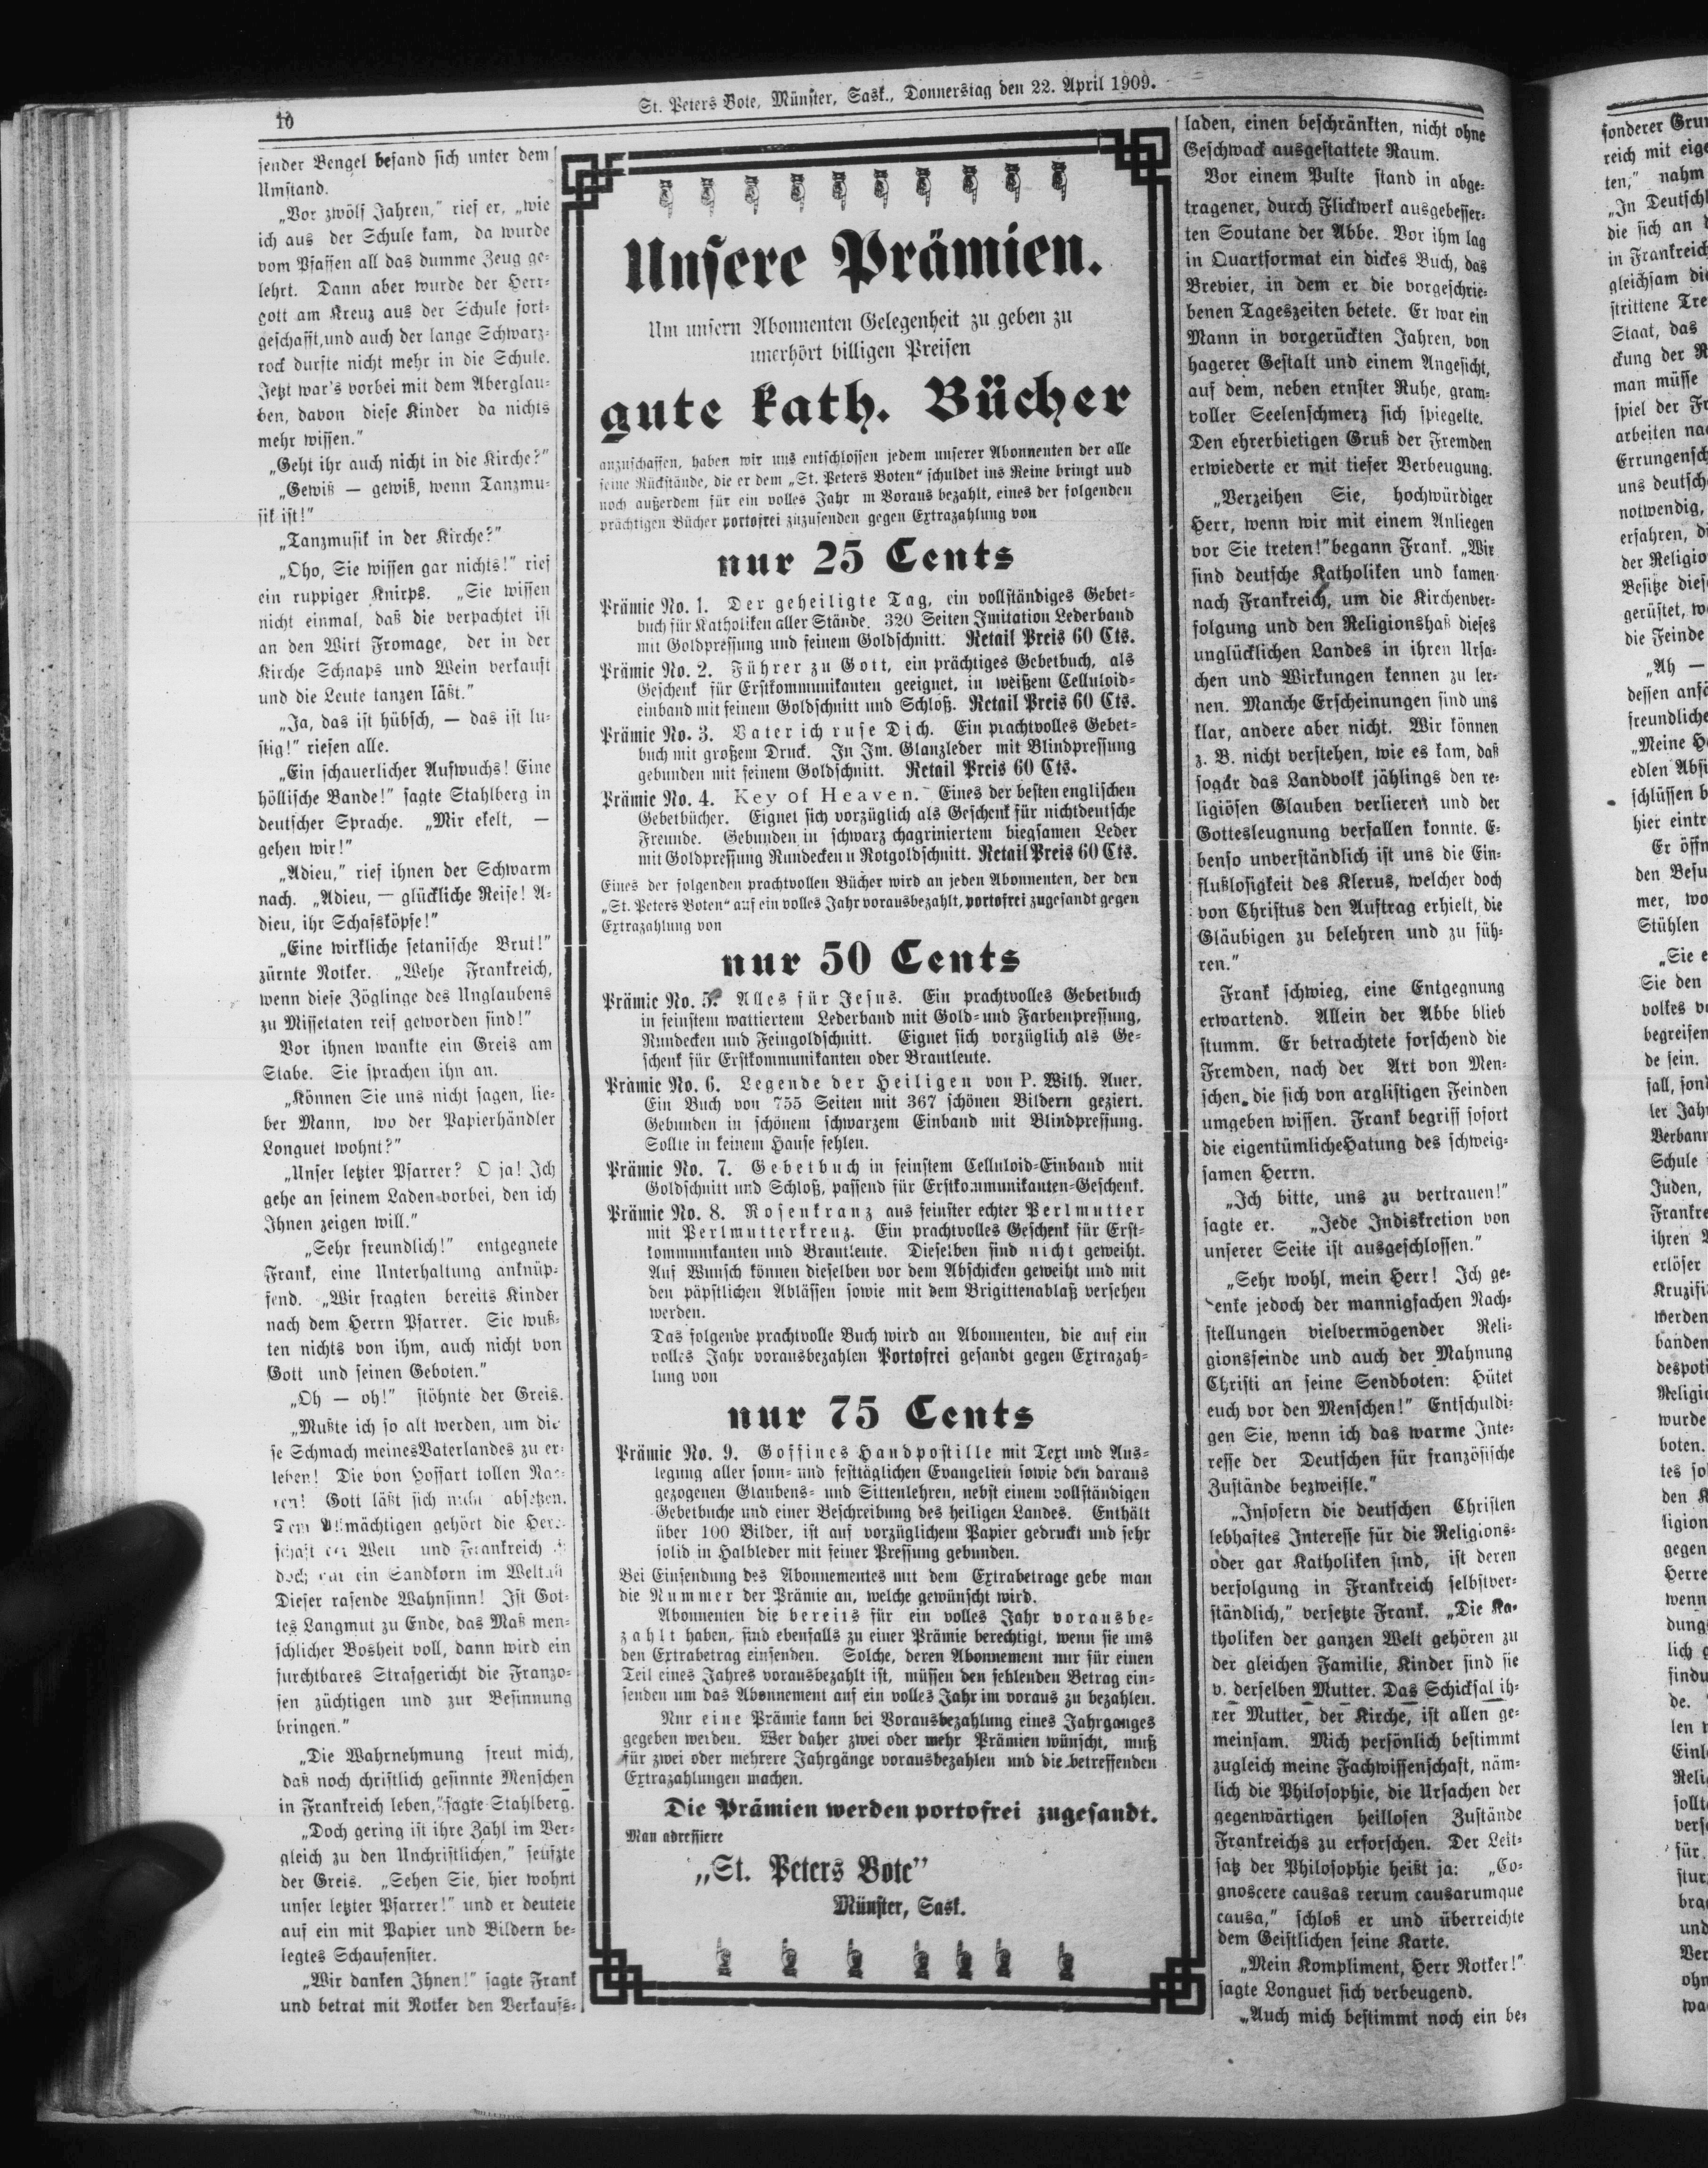 10
St. Peters Bote, Münster, Sask., Donnerstag den 22. April 1909.
sender Bengel befand sich unter dem
Umstand.
„Vor zwölf Jahren,” rief er, „wie
ich aus der Schule kam, da wurde
vom Pfaffen all das dumme Zeug ge-
lehrt. Dann aber wurde der Herr-
gott am Kreuz aus der Schule fort-
geschafft,und auch der lange Schwarz-
rock durfte nicht mehr in die Schule.
Jetzt war's vorbei mit dem Aberglau-
ben, davon diese Kinder da nichts
mehr wissen.”
„Geht ihr auch nicht in die Kirche?”
„Gewiß — gewiß, wenn Tanzmu-
sik ist!”
„Tanzmusik in der Kirche?”
„Oho, Sie wissen gar nichts!” rief
ein ruppiger Knirps. „Sie wissen
nicht einmal, daß die verpachtet ist
an den Wirt Fromage, der in der
Kirche Schnaps und Wein verkauft
und die Leute tanzen läßt.”
„Ja, das ist hübsch, — das ist lu-
stig!” riefen alle.
„Ein schauerlicher Aufwuchs! Eine
höllische Bande!” sagte Stahlberg in
deutscher Sprache. „Mir ekelt, —
gehen wir!”
„Adieu,” rief ihnen der Schwarm
nach. „Adieu, — glückliche Reise! A-
dieu, ihr Schafsköpfe!”
„Eine wirkliche setanische Brut!”
zürnte Notker. „Wehe Frankreich,
wenn diese Zöglinge des Unglaubens
zu Missetaten reif geworden sind!”
Vor ihnen wankte ein Greis am
Stabe. Sie sprachen ihn an.
„Können Sie uns nicht sagen, lie-
ber Mann, wo der Papierhändler
Longuet wohnt?”
„Unser letzter Pfarrer? O ja! Ich
gehe an seinem Laden vorbei, den ich
Ihnen zeigen will.”
„Sehr freundlich!” entgegnete
Frank, eine Unterhaltung anknüp-
fend. „Wir fragten bereits Kinder
nach dem Herrn Pfarrer. Sie wuß-
ten nichts von ihm, auch nicht von
Gott und seinen Geboten.”
„Oh — oh!” stöhnte der Greis.
„Mußte ich so alt werden, um die
se Schmach meinesVaterlandes zu er-
leben! Die von Hoffart tollen Nar-
ren! Gott läßt sich nicht absetzen.
Dem Allmächtigen gehört die Herr-
schaft der Welt und Frankreich
doch nur ein Sandkorn im Weltall
Dieser rasende Wahnsinn! Ist Got-
tes Langmut zu Ende, das Maß men-
schlicher Bosheit voll, dann wird ein
furchtbares Strafgericht die Franzo-
sen züchtigen und zur Besinnung
bringen.”
„Die Wahrnehmung freut mich,
daß noch christlich gesinnte Menschen
in Frankreich leben,” sagte Stahlberg.
„Doch gering ist ihre Zahl im Ver-
gleich zu den Unchristlichen,” seufzte
der Greis. „Sehen Sie, hier wohnt
unser letzter Pfarrer!” und er deutete
auf ein mit Papier und Bildern be-
legtes Schaufenster.
„Wir danken Ihnen!” sagte Frank
und betrat mit Notker den Verkaufs-
Unsere Prämien.
Um unsern Abonnenten Gelegenheit zu geben zu
unerhört billigen Preisen
gute kath. Bücher
anzuschaffen, haben wir uns entschlossen jedem unserer Abonnenten der alle
seine Rückstände, die er dem „St. Peters Boten“ schuldet ins Reine bringt und
noch außerdem für ein volles Jahr m Voraus bezahlt, eines der folgenden
prächtigen Bücher portofrei zuzusenden gegen Extrazahlung von
nur 25 Cents
Prämie No. 1. Der geheiligte Tag, ein vollständiges Gebet-
buch für Katholiken aller Stände. 320 Seiten Imitation Lederband
mit Goldpressung und feinem Goldschnitt. Retail Preis 60 Cts.
Prämie No. 2. Führer zu Gott, ein prächtiges Gebetbuch, als
Geschenk für Erstkommunikanten geeignet, in weißem Celluloid-
einband mit feinem Goldschnitt und Schloß. Retail Preis 60 Cts.
Prämie No. 3. Vater ich rufe Dich. Ein prachtvolles Gebet-
buch mit großem Druck. In Im. Glanzleder mit Blindpressung
gebunden mit feinem Goldschnitt. Retail Preis 60 Cts.
Prämie No. 4. Key of Heaven. Eines der besten englischen
Gebetbücher. Eignet sich vorzüglich als Geschenk für nichtdeutsche
Freunde. Gebunden in schwarz chagriniertem biegsamen Leder
mit Goldpressung Rundecken u Rotgoldschnitt. Retail Preis 60 Cts.
Eines der folgenden prachtvollen Bücher wird an jeden Abonnenten, der den
„St. Peters Boten“ auf ein volles Jahr vorausbezahlt, portofrei zugesandt gegen
Extrazahlung von
nur 50 Cents
Prämie No. 5. Alles für Jesus. Ein prachtvolles Gebetbuch
in feinstem wattiertem Lederband mit Gold- und Farbenpressung,
Rundecken und Feingoldschnitt. Eignet sich vorzüglich als Ge-
schenk für Erstkommunikanten oder Brautleute.
Prämie No. 6. Legende der Heiligen von P. Wilh. Auer.
Ein Buch von 755 Seiten mit 367 schönen Bildern geziert.
Gebunden in schönem schwarzem Einband mit Blindpressung.
Sollte in keinem Hause fehlen.
Prämie No. 7. Gebetbuch in feinstem Celluloid-Einband mit
Goldschnitt und Schloß, passend für Erstkommunikanten-Geschenk.
Prämie No. 8. Rosenkranz aus feinster echter Perlmutter
mit Perlmutterkreuz. Ein prachtvolles Geschenk für Erst-
kommunikanten und Brautleute. Dieselben sind nicht geweiht.
Auf Wunsch können dieselben vor dem Abschicken geweiht und mit
den päpstlichen Ablässen sowie mit dem Brigittenablaß versehen
werden.
Das folgende prachtvolle Buch wird an Abonnenten, die auf ein
volles Jahr vorausbezahlen Portofrei gesandt gegen Extrazah-
lung von
nur 75 Cents
Prämie No. 9. Goffines Handpostille mit Text und Aus-
legung aller sonn- und festtäglichen Evangelien sowie den daraus
gezogenen Glaubens- und Sittenlehren, nebst einem vollständigen
Gebetbuche und einer Beschreibung des heiligen Landes. Enthält
über 100 Bilder, ist auf vorzüglichem Papier gedruckt und sehr
solid in Halbleder mit feiner Pressung gebunden.
Bei Einsendung des Abonnementes mit dem Extrabetrage gebe man
die Nummer der Prämie an, welche gewünscht wird.
Abonnenten die bereits für ein volles Jahr vorausbe-
zahlt haben, sind ebenfalls zu einer Prämie berechtigt, wenn sie uns
den Extrabetrag einsenden. Solche, deren Abonnement nur für einen
Teil eines Jahres vorausbezahlt ist, müssen den fehlenden Betrag ein-
senden um das Abonnement auf ein volles Jahr im voraus zu bezahlen.
Nur eine Prämie kann bei Vorausbezahlung eines Jahrganges
gegeben werden. Wer daher zwei oder mehr Prämien wünscht, muß
für zwei oder mehrere Jahrgänge vorausbezahlen und die betreffenden
Extrazahlungen machen.
Die Prämien werden portofrei zugesandt.
Man adressiere
„St. Peters Bote”
Münster, Sask.
laden, einen beschränkten, nicht ohne
Geschwack ausgestattete Raum.
Vor einem Pulte stand in abge-
tragener, durch Flickwerk ausgebesser-
ten Soutane der Abbe. Vor ihm lag
in Quartformat ein dickes Buch, das
Brevier, in dem er die vorgeschrie-
benen Tageszeiten betete. Er war ein
Mann in vorgerückten Jahren, von
hagerer Gestalt und einem Angesicht,
auf dem, neben ernster Ruhe, gram-
voller Seelenschmerz sich spiegelte.
Den ehrerbietigen Gruß der Fremden
erwiederte er mit tiefer Verbeugung.
„Verzeihen Sie, hochwürdiger
Herr, wenn wir mit einem Anliegen
vor Sie treten!”begann Frank. „Wir
sind deutsche Katholiken und kamen
nach Frankreich, um die Kirchenver-
folgung und den Religionshaß dieses
unglücklichen Landes in ihren Ursa-
chen und Wirkungen kennen zu ler-
nen. Manche Erscheinungen sind uns
klar, andere aber nicht. Wir können
z. B. nicht verstehen, wie es kam, daß
sogar das Landvolk jählings den re-
ligiösen Glauben verlieren und der
Gottesleugnung verfallen konnte. E-
benso unverständlich ist uns die Ein-
flußlosigkeit des Klerus, welcher doch
von Christus den Auftrag erhielt, die
Gläubigen zu belehren und zu füh-
ren.”
Frank schwieg, eine Entgegnung
erwartend. Allein der Abbe blieb
stumm. Er betrachtete forschend die
Fremden, nach der Art von Men-
schen, die sich von arglistigen Feinden
umgeben wissen. Frank begriff sofort
die eigentümlicheHatung des schweig-
samen Herrn.
„Ich bitte, uns zu vertrauen!”
sagte er. „Jede Indiskretion von
unserer Seite ist ausgeschlossen.”
„Sehr wohl, mein Herr! Ich ge-
denke jedoch der mannigfachen Nach-
stellungen vielvermögender Reli-
gionsfeinde und auch der Mahnung
Christi an seine Sendboten: Hütet
euch vor den Menschen!” Entschuldi-
gen Sie, wenn ich das warme Inte-
resse der Deutschen für französische
Zustände bezweifle.”
„Insofern die deutschen Christen
lebhaftes Interesse für die Religions-
oder gar Katholiken sind, ist deren
verfolgung in Frankreich selbstver-
ständlich,” versetzte Frank. „Die Ka-
tholiken der ganzen Welt gehören zu
der gleichen Familie, Kinder sind sie
v. derselben Mutter. Das Schicksal ih-
rer Mutter, der Kirche, ist allen ge-
meinsam. Mich persönlich bestimmt
zugleich meine Fachwissenschaft, näm-
lich die Philosophie, die Ursachen der
gegenwärtigen heillosen Zustände
Frankreichs zu erforschen. Der Leit-
satz der Philosophie heißt ja: „Co-
gnoscere causas rerum causarumque
causa,” schloß er und überreichte
dem Geistlichen seine Karte.
„Mein Kompliment, Herr Notker!”
sagte Longuet sich verbeugend.
„Auch mich bestimmt noch ein be-